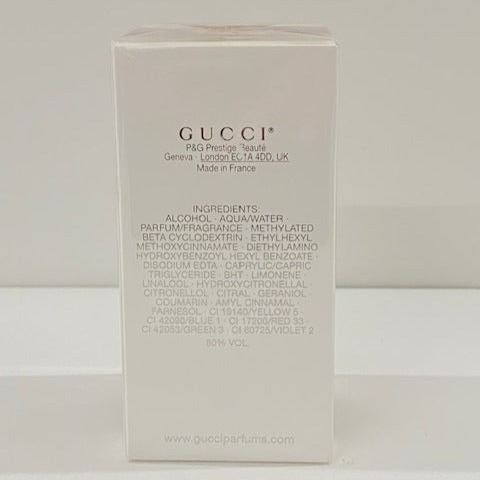 GUCCI®
P&G Prestige Beauté
Geneva · London EC1A 4DD, UK
Made in France
INGREDIENTS:
ALCOHOL · AQUA/WATER ·
PARFUM/FRAGRANCE · METHYLATED
BETA CYCLODEXTRIN · ETHYLHEXYL
METHOXYCINNAMATE · DIETHYLAMINO
HYDROXYBENZOYL HEXYL BENZOATE ·
DISODIUM EDTA · CAPRYLIC/CAPRIC
TRIGLYCERIDE · BHT · LIMONENE ·
LINALOOL · HYDROXYCITRONELLAL ·
CITRONELLOL · CITRAL · GERANIOL ·
COUMARIN · AMYL CINNAMAL ·
FARNESOL · CI 19140/YELLOW 5 ·
CI 42090/BLUE 1 · CI 17200/RED 33 ·
CI 42053/GREEN 3 · CI 60725/VIOLET 2
80% VOL.
www.gucciparfums.com